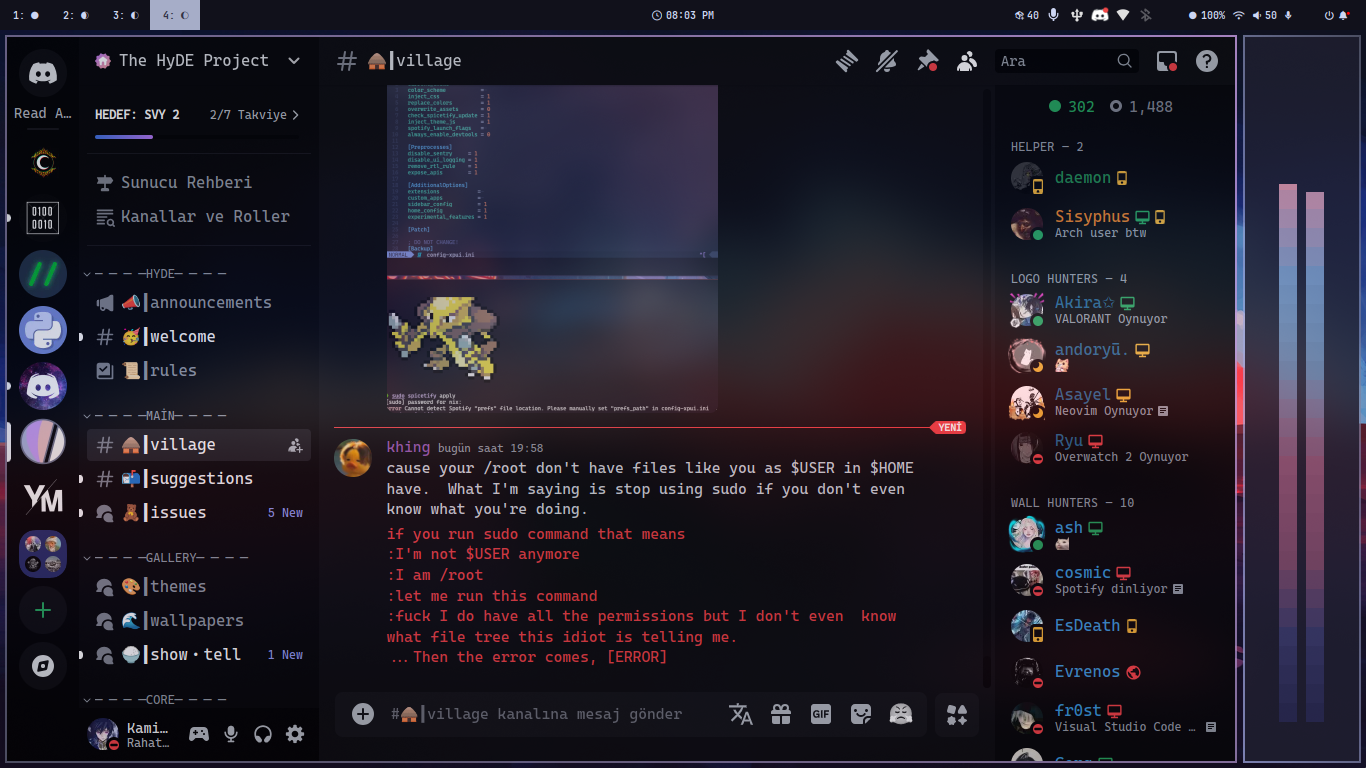 1: 2: 3: 4:
08:03 PM
40 100% 50
The HyDE Project
Read A…
HEDEF: SVY 2 2/7 Takviye
Sunucu Rehberi
Kanallar ve Roller
— — — —HYDE— — — —
announcements
welcome
rules
— — — —MAİN— — — —
village
suggestions
issues 5 New
— — — —GALLERY— — — —
themes
wallpapers
show・tell 1 New
— — — —CORE— — — —
Kami…
Rahat…
# village
Ara
color_scheme =
inject_css = 1
replace_colors = 1
overwrite_assets = 0
check_spicetify_update = 1
inject_theme_js = 1
spotify_launch_flags =
always_enable_devtools = 0
[Preprocesses]
disable_sentry = 1
disable_ui_logging = 1
remove_rtl_rule = 1
expose_apis = 1
[AdditionalOptions]
extensions =
custom_apps =
sidebar_config = 1
home_config = 1
experimental_features = 1
[Patch]
; DO NOT CHANGE!
[Backup]
NORMAL config-xpui.ini
sudo spicetify apply
[sudo] password for nix:
error Cannot detect Spotify "prefs" file location. Please manually set "prefs_path" in config-xpui.ini
YENİ
khing bugün saat 19:58
cause your /root don't have files like you as $USER in $HOME
have. What I'm saying is stop using sudo if you don't even
know what you're doing.
if you run sudo command that means
:I'm not $USER anymore
:I am /root
:let me run this command
:fuck I do have all the permissions but I don't even know
what file tree this idiot is telling me.
...Then the error comes, [ERROR]
#village kanalına mesaj gönder
GIF
302 1,488
HELPER — 2
daemon
Sisyphus
Arch user btw
LOGO HUNTERS — 4
Akira✩
VALORANT Oynuyor
andoryū.
Asayel
Neovim Oynuyor
Ryu
Overwatch 2 Oynuyor
WALL HUNTERS — 10
ash
cosmic
Spotify dinliyor
EsDeath
Evrenos
fr0st
Visual Studio Code …
0100
0010
YM